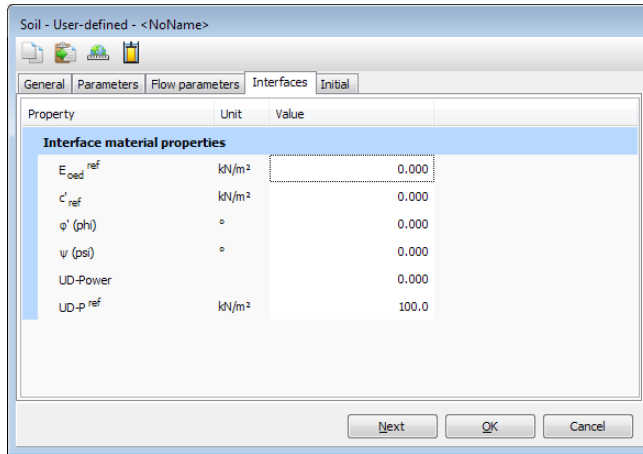 Soil - User-defined - <NoName>
General Parameters Flow parameters Interfaces Initial
Property Unit Value
Interface material properties
E oed ref kN/m² 0.000
c' ref kN/m² 0.000
φ' (phi) ° 0.000
ψ (psi) ° 0.000
UD-Power 0.000
UD-P ref kN/m² 100.0
Next OK Cancel